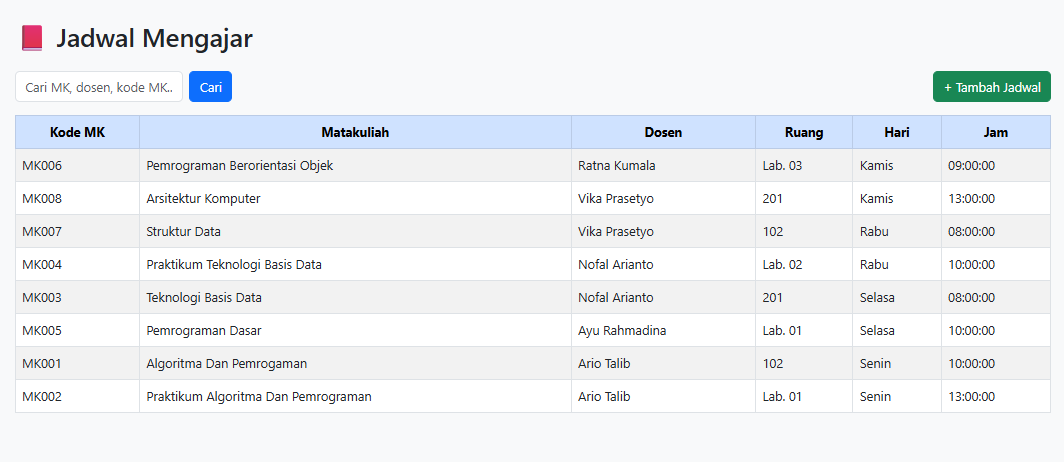 Jadwal Mengajar
Cari MK, dosen, kode MK.. Cari + Tambah Jadwal
Kode MK Matakuliah Dosen Ruang Hari Jam
MK006 Pemrograman Berorientasi Objek Ratna Kumala Lab. 03 Kamis 09:00:00
MK008 Arsitektur Komputer Vika Prasetyo 201 Kamis 13:00:00
MK007 Struktur Data Vika Prasetyo 102 Rabu 08:00:00
MK004 Praktikum Teknologi Basis Data Nofal Arianto Lab. 02 Rabu 10:00:00
MK003 Teknologi Basis Data Nofal Arianto 201 Selasa 08:00:00
MK005 Pemrograman Dasar Ayu Rahmadina Lab. 01 Selasa 10:00:00
MK001 Algoritma Dan Pemrogaman Ario Talib 102 Senin 10:00:00
MK002 Praktikum Algoritma Dan Pemrograman Ario Talib Lab. 01 Senin 13:00:00